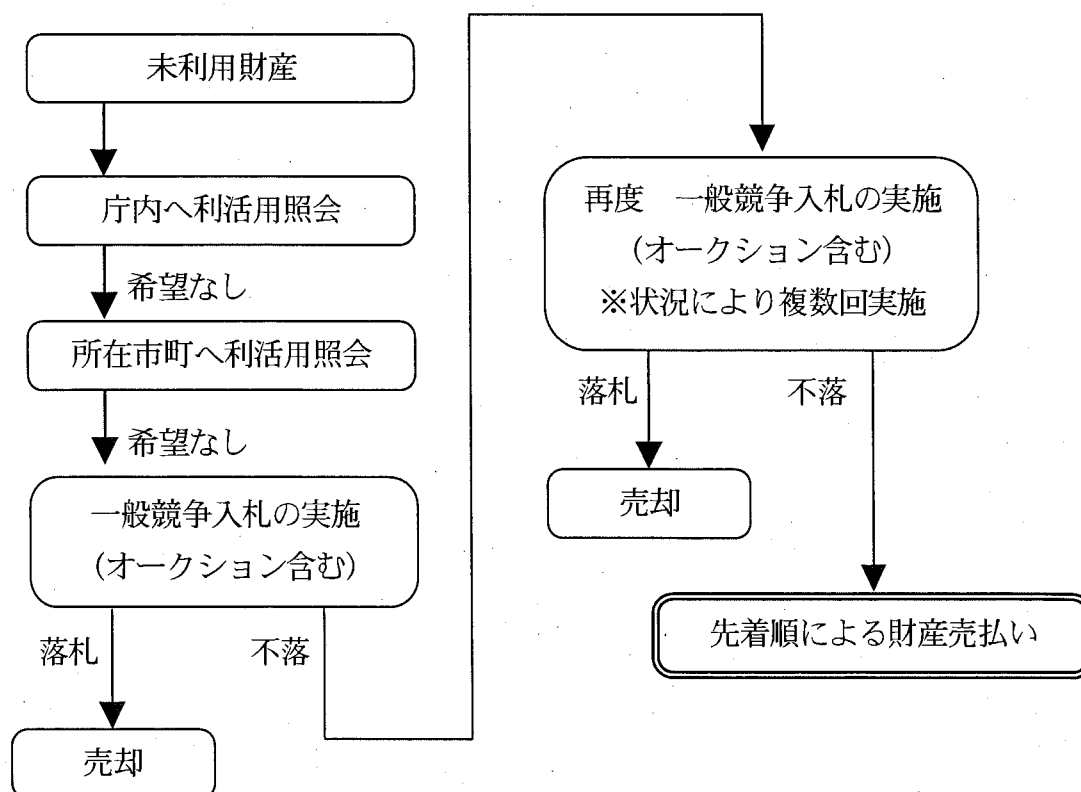 未利用財産
庁内へ利活用照会
希望なし
所在市町へ利活用照会
希望なし
一般競争入札の実施
（オークション含む）
落札
不落
売却
再度　一般競争入札の実施
（オークション含む）
※状況により複数回実施
落札
不落
売却
先着順による財産売払い